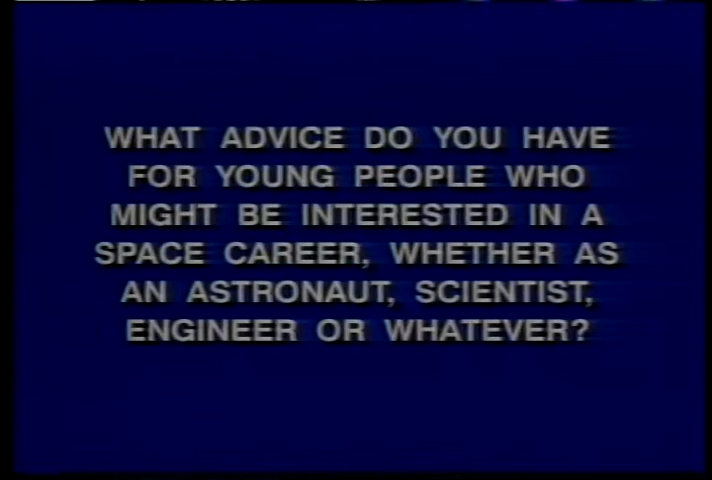 WHAT ADVICE DO YOU HAVE
FOR YOUNG PEOPLE WHO
MIGHT BE INTERESTED IN A
SPACE CAREER, WHETHER AS
AN ASTRONAUT, SCIENTIST,
ENGINEER OR WHATEVER?